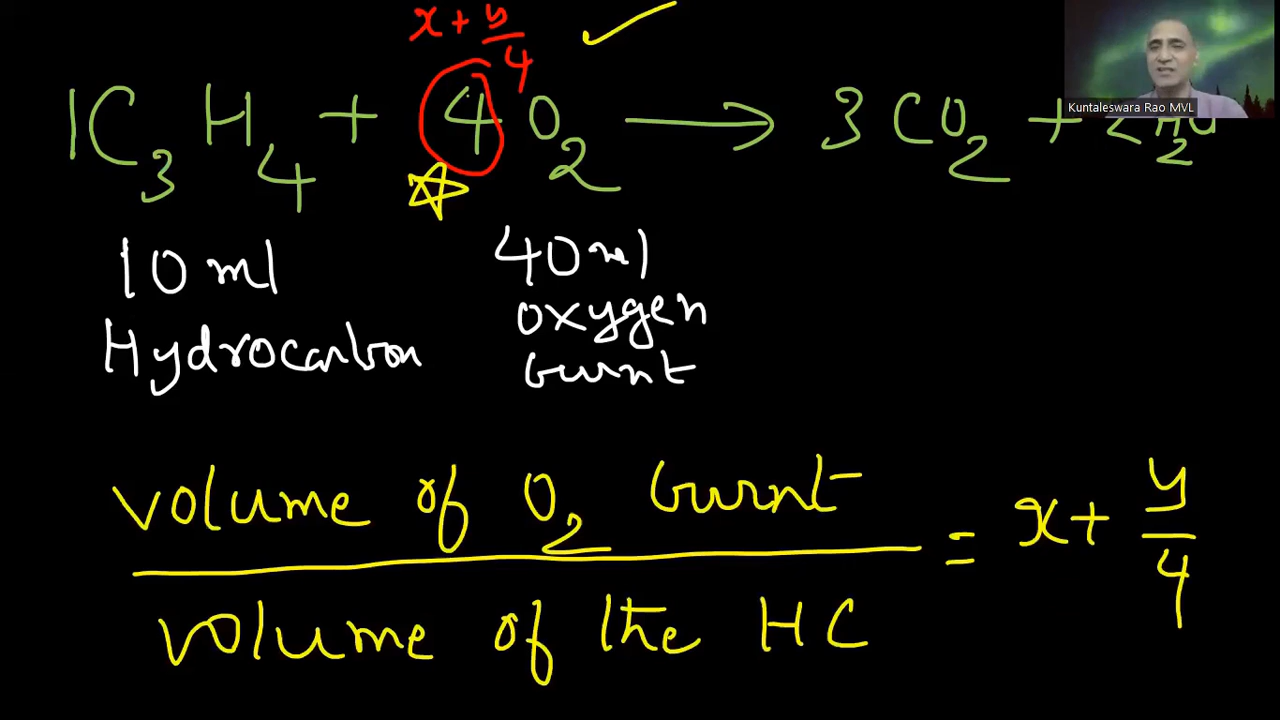 x + y/4
1C3H4 + 4O2 → 3CO2 + 2H2O
Kuntaleswara Rao MVL
10 ml
Hydrocarbon
40 ml
oxygen
burnt
volume of O2 burnt
volume of the HC
= x + y/4